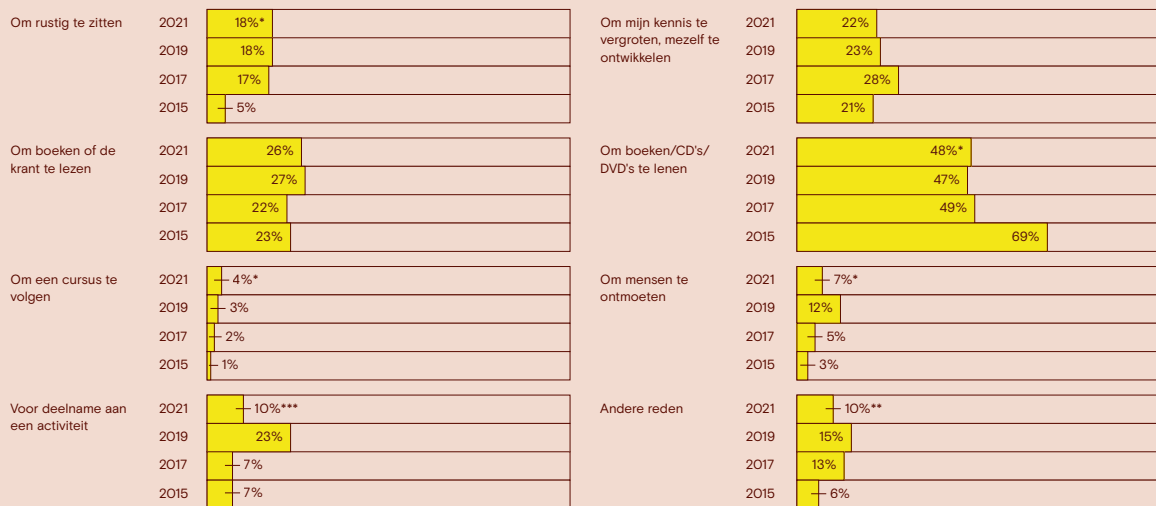 Om rustig te zitten
2021 18%*
2019 18%
2017 17%
2015 5%
Om boeken of de
krant te lezen
2021 26%
2019 27%
2017 22%
2015 23%
Om een cursus te
volgen
2021 4%*
2019 3%
2017 2%
2015 1%
Voor deelname aan
een activiteit
2021 10%***
2019 23%
2017 7%
2015 7%
Om mijn kennis te
vergroten, mezelf te
ontwikkelen
2021 22%
2019 23%
2017 28%
2015 21%
Om boeken/CD's/
DVD's te lenen
2021 48%*
2019 47%
2017 49%
2015 69%
Om mensen te
ontmoeten
2021 7%*
2019 12%
2017 5%
2015 3%
Andere reden
2021 10%**
2019 15%
2017 13%
2015 6%